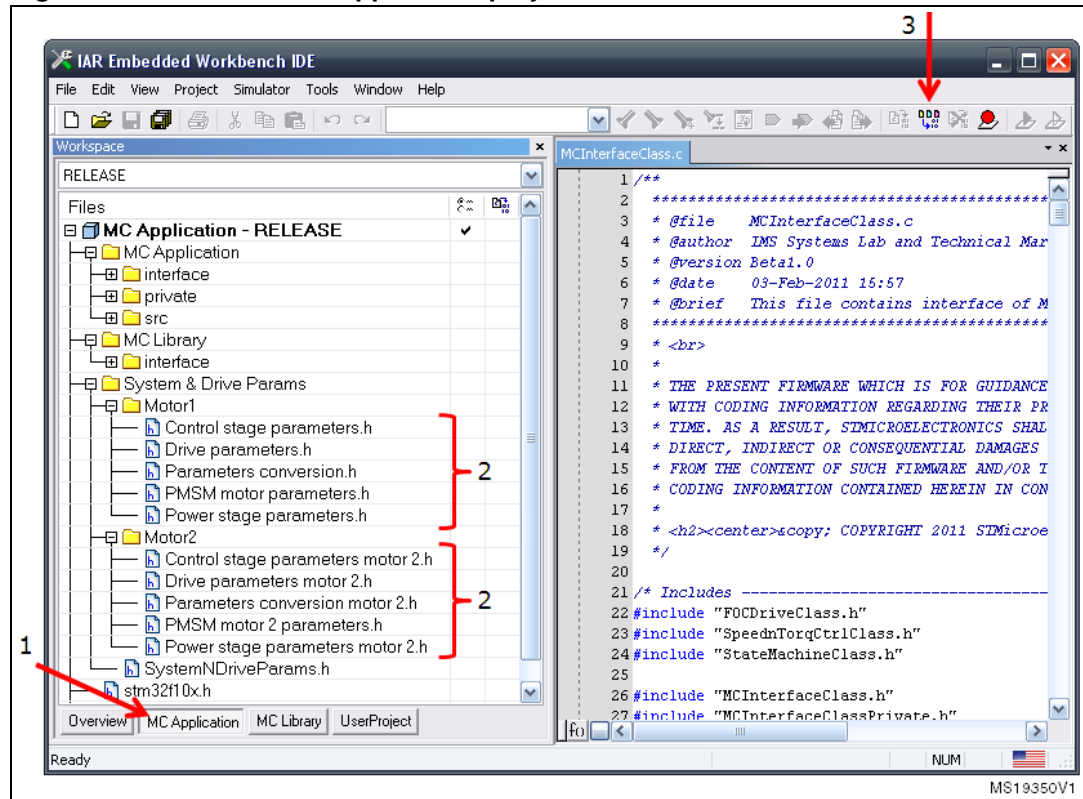 3
IAR Embedded Workbench IDE
File Edit View Project Simulator Tools Window Help
Workspace
RELEASE
Files
MC Application - RELEASE
MC Application
interface
private
src
MC Library
interface
System & Drive Params
Motor1
Control stage parameters.h
Drive parameters.h
Parameters conversion.h
PMSM motor parameters.h
Power stage parameters.h
2
Motor2
Control stage parameters motor 2.h
Drive parameters motor 2.h
Parameters conversion motor 2.h
PMSM motor 2 parameters.h
Power stage parameters motor 2.h
2
1
SystemNDriveParams.h
stm32f10x.h
Overview MC Application MC Library UserProject
MCInterfaceClass.c
1 /**
2 ******************************************
3 * @file MCInterfaceClass.c
4 * @author IMS Systems Lab and Technical Mar
5 * @version Beta1.0
6 * @date 03-Feb-2011 15:57
7 * @brief This file contains interface of M
8 ******************************************
9 * <br>
10 *
11 * THE PRESENT FIRMWARE WHICH IS FOR GUIDANCE
12 * WITH CODING INFORMATION REGARDING THEIR PR
13 * TIME. AS A RESULT, STMICROELECTRONICS SHAL
14 * DIRECT, INDIRECT OR CONSEQUENTIAL DAMAGES
15 * FROM THE CONTENT OF SUCH FIRMWARE AND/OR T
16 * CODING INFORMATION CONTAINED HEREIN IN CON
17 *
18 * <h2><center>&copy; COPYRIGHT 2011 STMicroe
19 */
20
21 /* Includes ------------------------------------
22 #include "FOCDriveClass.h"
23 #include "SpeednTorqCtrlClass.h"
24 #include "StateMachineClass.h"
25
26 #include "MCInterfaceClass.h"
27 #include "MCInterfaceClassPrivate.h"
f0
Ready
NUM
MS19350V1